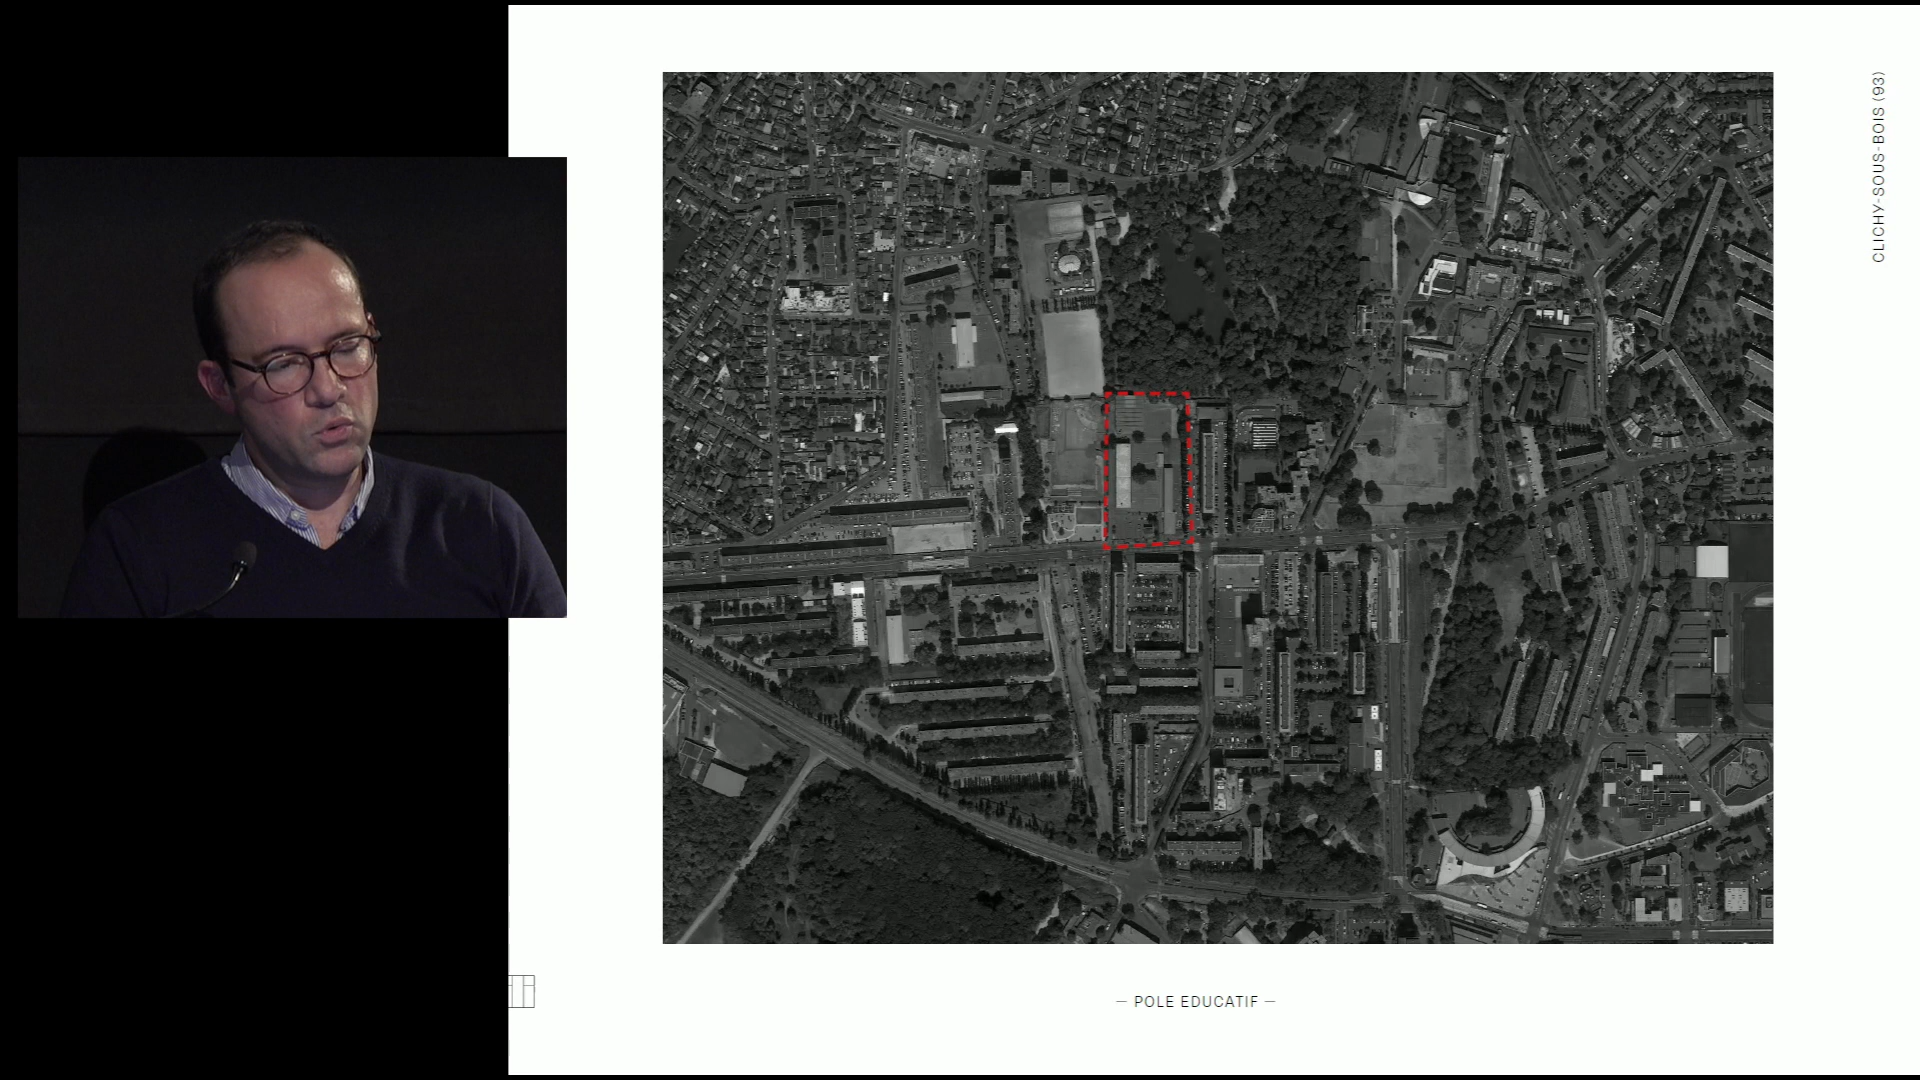 CLICHY-SOUS-BOIS (93)
— POLE EDUCATIF —